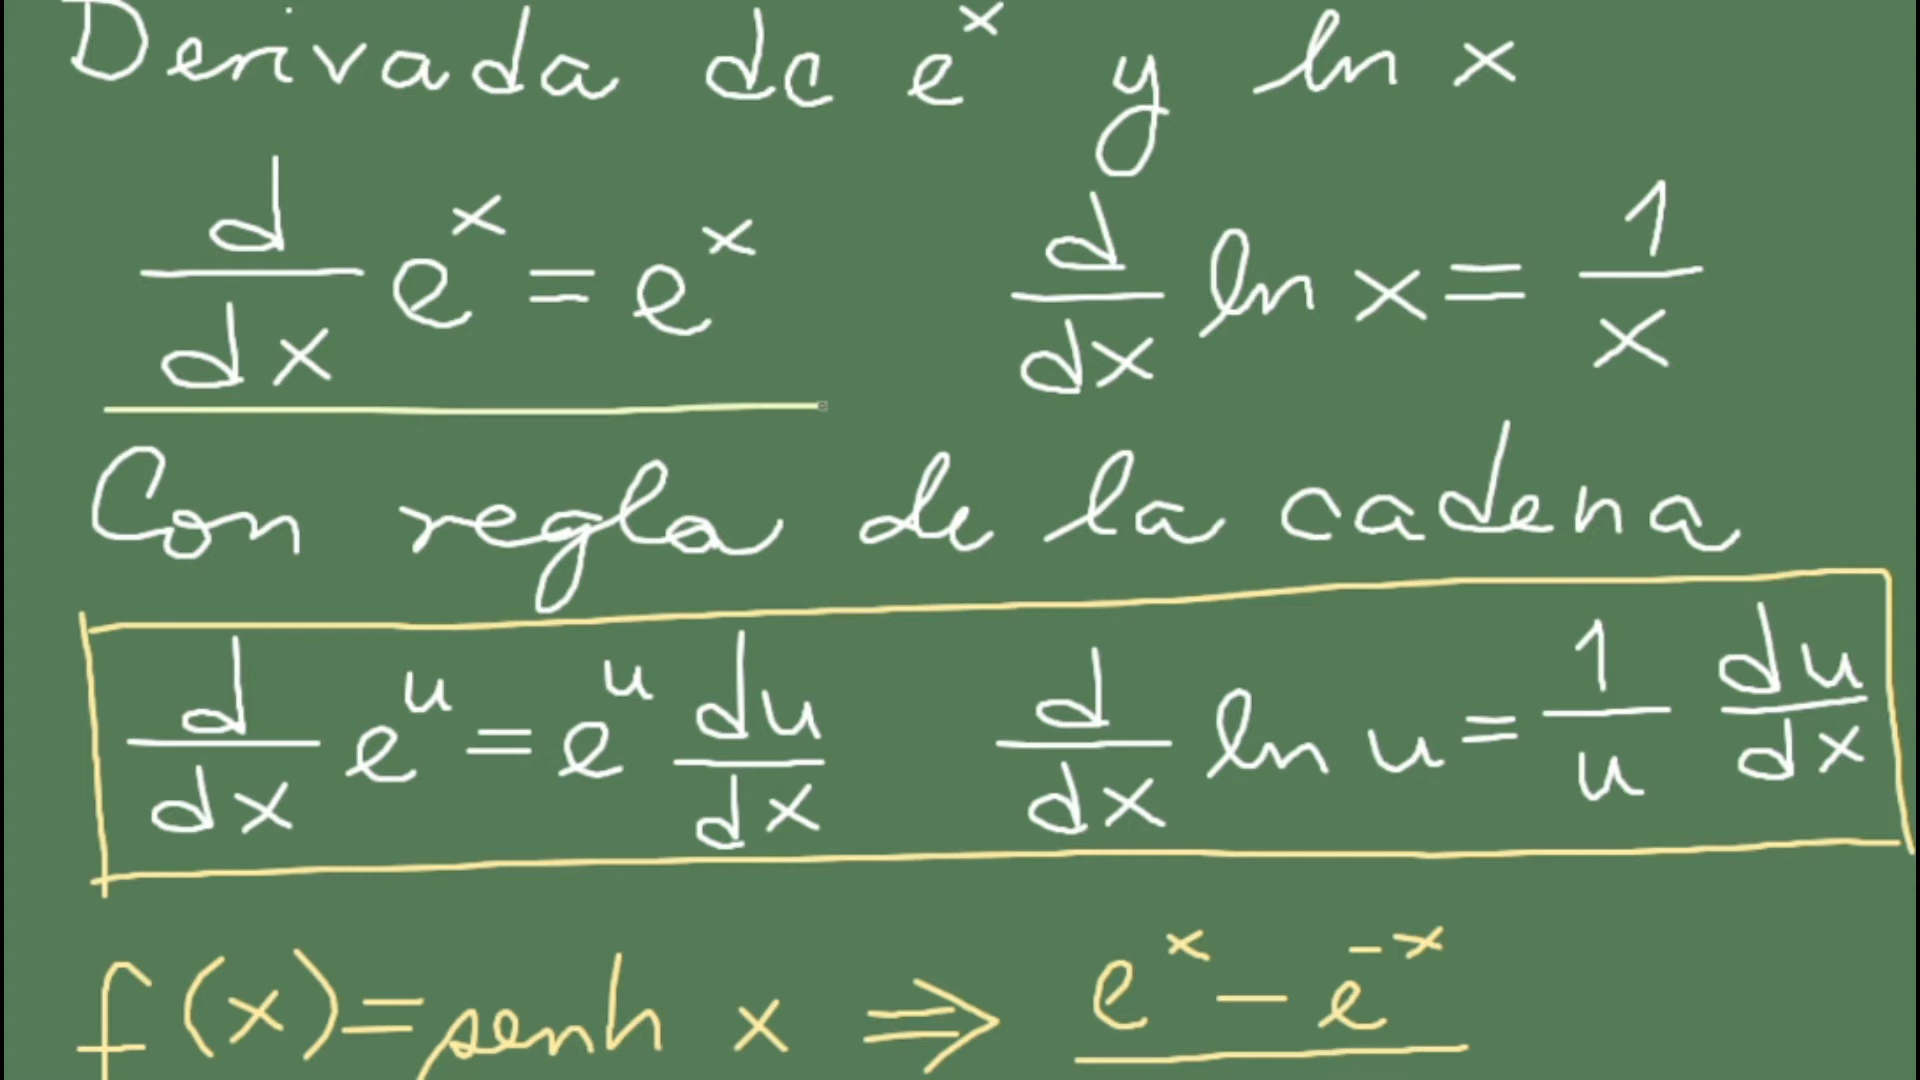 Derivada de e^x y ln x
d/dx e^x = e^x    d/dx ln x = 1/x
Con regla de la cadena
d/dx e^u = e^u du/dx    d/dx ln u = 1/u du/dx
f(x) = senh x ⇒ e^x − e^−x